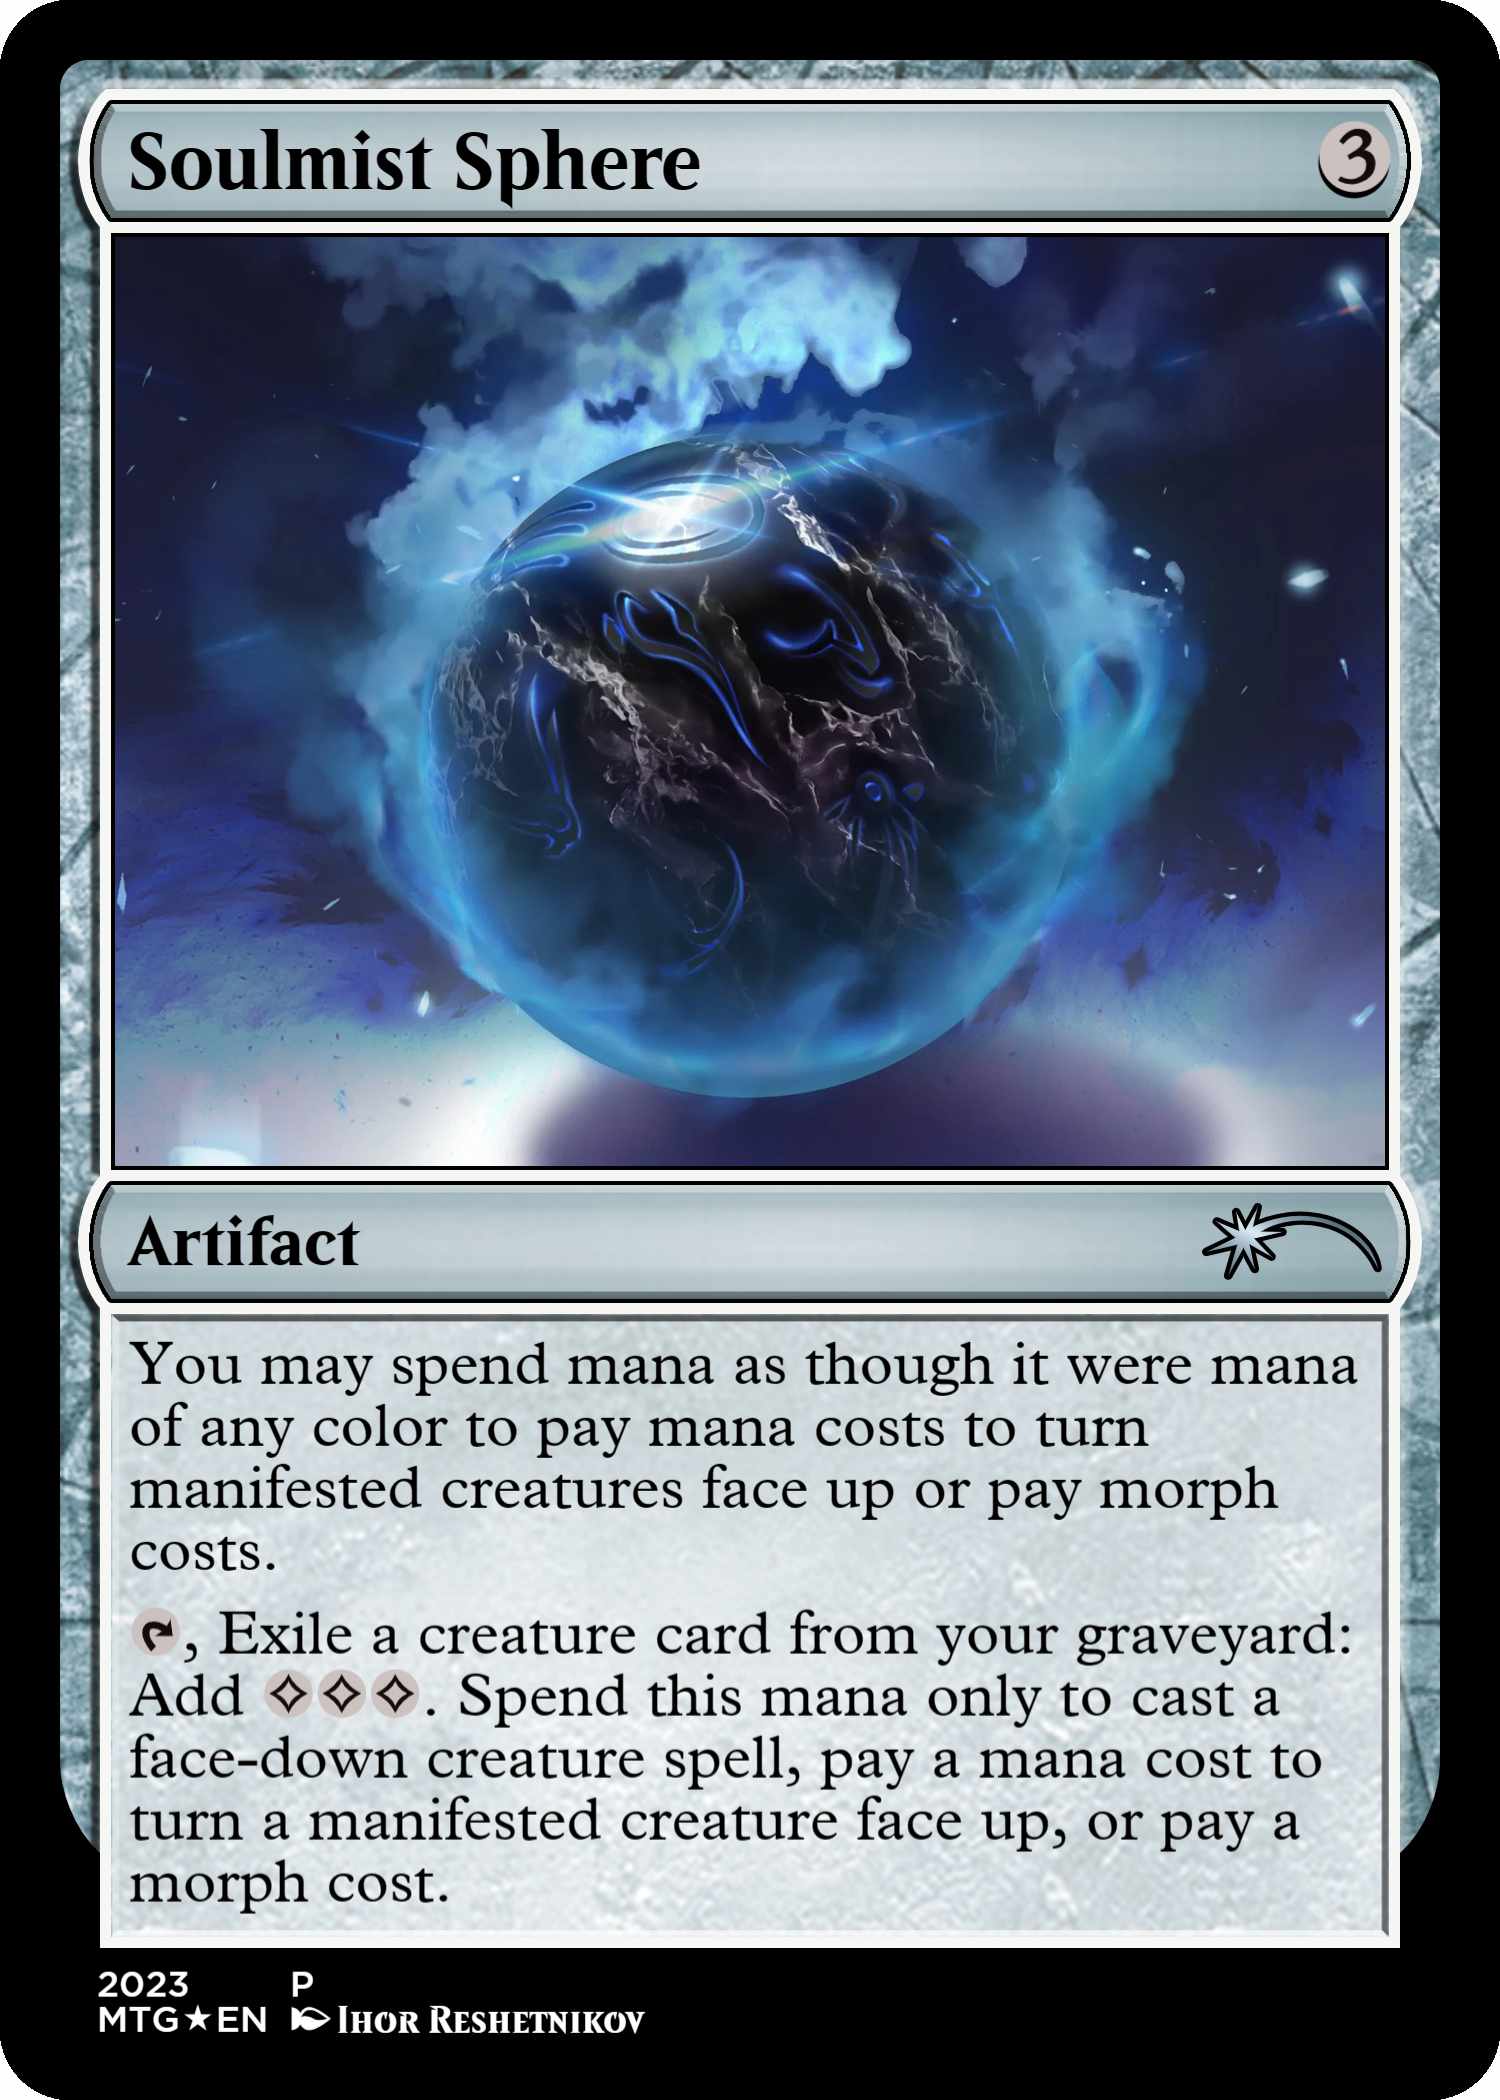 Soulmist Sphere 3
Artifact
You may spend mana as though it were mana
of any color to pay mana costs to turn
manifested creatures face up or pay morph
costs.
, Exile a creature card from your graveyard:
Add . Spend this mana only to cast a
face-down creature spell, pay a mana cost to
turn a manifested creature face up, or pay a
morph cost.
2023 P
MTG★EN Ihor Reshetnikov